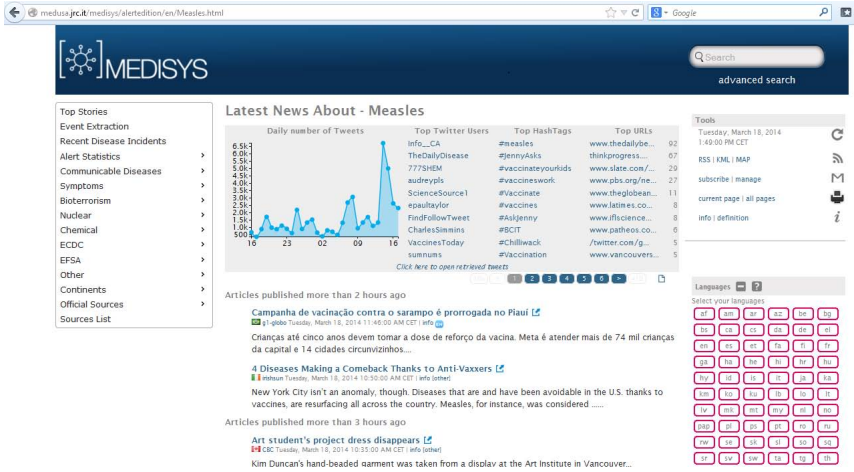 medusa.jrc.it/medisys/alertedition/en/Measles.html
Google
MEDISYS
Search
advanced search
Top Stories
Event Extraction
Recent Disease Incidents
Alert Statistics
Communicable Diseases
Symptoms
Bioterrorism
Nuclear
Chemical
ECDC
EFSA
Other
Continents
Official Sources
Sources List
Latest News About - Measles
Daily number of Tweets
6.5k
6.0k
5.5k
5.0k
4.5k
4.0k
3.5k
3.0k
2.5k
2.0k
1.5k
1.0k
500
16 23 02 09 16
Top Twitter Users Top HashTags Top URLs
Info__CA #measles www.thedailybe... 92
TheDailyDisease #JennyAsks thinkprogress.... 67
777SHEM #vaccinateyourkids www.slate.com/... 29
audreypls #vaccineswork www.pbs.org/ne... 27
ScienceSource1 #Vaccinate www.theglobean... 11
epaultaylor #vaccines www.latimes.co... 8
FindFollowTweet #AskJenny www.iflscience... 8
CharlesSimmins #BCIT www.patheos.co... 6
VaccinesToday #Chilliwack /twitter.com/g... 5
sumnums #Vaccination www.vancouvers... 5
Click here to open retrieved tweets
1 2 3 4 5 6 >
Articles published more than 2 hours ago
Campanha de vacinação contra o sarampo é prorrogada no Piauí
g1-globo Tuesday, March 18, 2014 11:46:00 AM CET | info
Crianças até cinco anos devem tomar a dose de reforço da vacina. Meta é atender mais de 74 mil crianças
da capital e 14 cidades circunvizinhos....
4 Diseases Making a Comeback Thanks to Anti-Vaxxers
irishsun Tuesday, March 18, 2014 10:50:00 AM CET | info [other]
New York City isn't an anomaly, though. Diseases that are and have been avoidable in the U.S. thanks to
vaccines, are resurfacing all across the country. Measles, for instance, was considered ......
Articles published more than 3 hours ago
Art student's project dress disappears
CBC Tuesday, March 18, 2014 10:35:00 AM CET | info [other]
Kim Duncan's hand-beaded garment was taken from a display at the Art Institute in Vancouver...
Tools
Tuesday, March 18, 2014
1:49:00 PM CET
RSS | KML | MAP
subscribe | manage
current page | all pages
info | definition
Languages
Select your languages
af am ar az be bg
bs ca cs da de el
en es et fa fi fr
ga ha he hi hr hu
hy id is it ja ka
km ko ku lb lo lt
lv mk mt my nl no
pap pl ps pt ro ru
rw se sk sl so sq
sr sv sw ta tg th